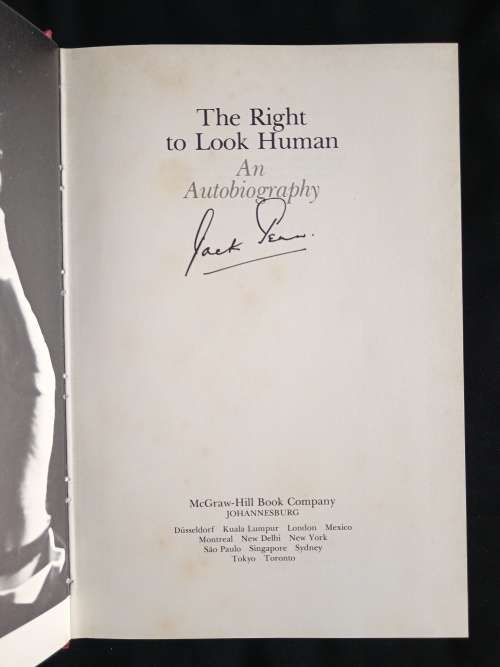 The Right
to Look Human
An
Autobiography
Jack Penn.
McGraw-Hill Book Company
JOHANNESBURG
Düsseldorf Kuala Lumpur London Mexico
Montreal New Delhi New York
São Paulo Singapore Sydney
Tokyo Toronto